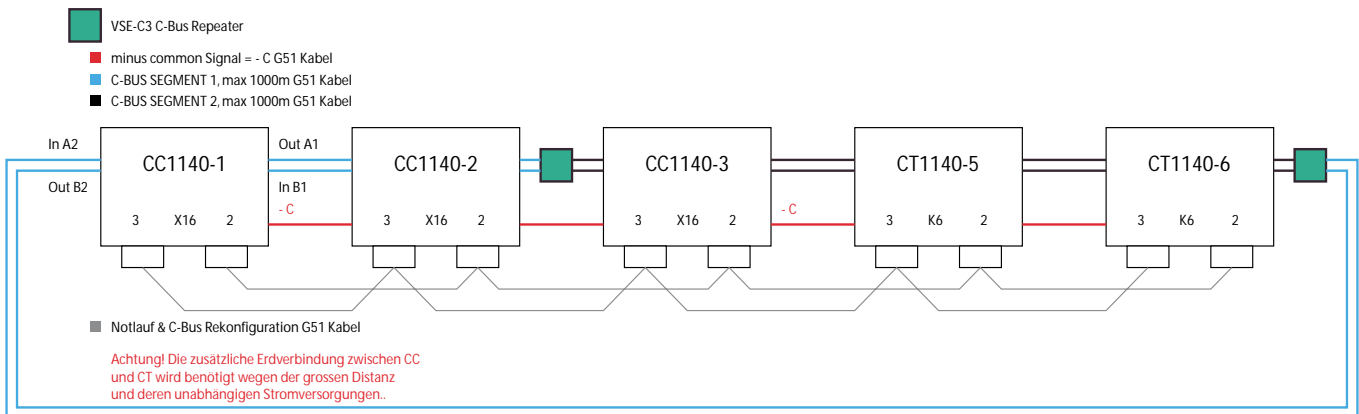 VSE-C3 C-Bus Repeater
minus common Signal = - C G51 Kabel
C-BUS SEGMENT 1, max 1000m G51 Kabel
C-BUS SEGMENT 2, max 1000m G51 Kabel
In A2
Out B2
CC1140-1
3 X16 2
Out A1
In B1
- C
CC1140-2
3 X16 2
CC1140-3
3 X16 2
- C
CT1140-5
3 K6 2
CT1140-6
3 K6 2
Notlauf & C-Bus Rekonfiguration G51 Kabel
Achtung! Die zusätzliche Erdverbindung zwischen CC
und CT wird benötigt wegen der grossen Distanz
und deren unabhängigen Stromversorgungen..